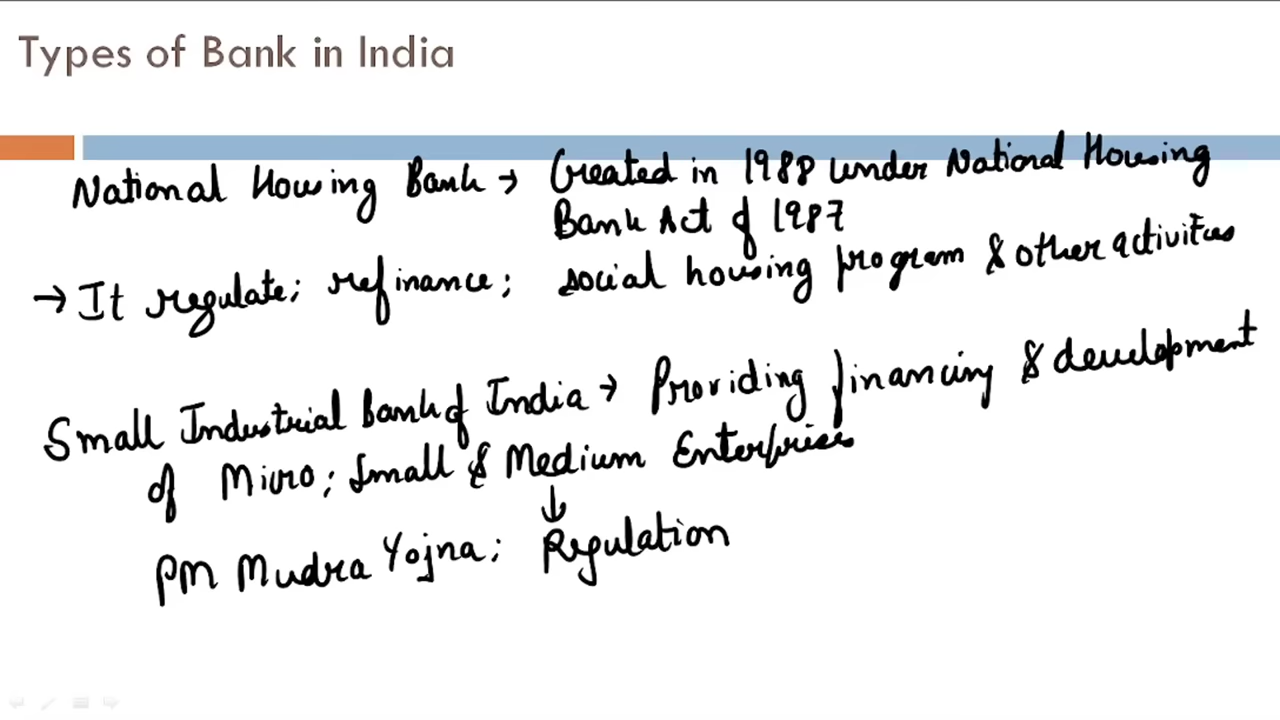 Types of Bank in India
National Housing Bank → Created in 1988 under National Housing
Bank Act of 1987
→ It regulate; refinance; social housing program & other activities
Small Industrial Bank of India → Providing financing & development
of Micro; Small & Medium Enterprises
↓
PM Mudra Yojna; Regulation